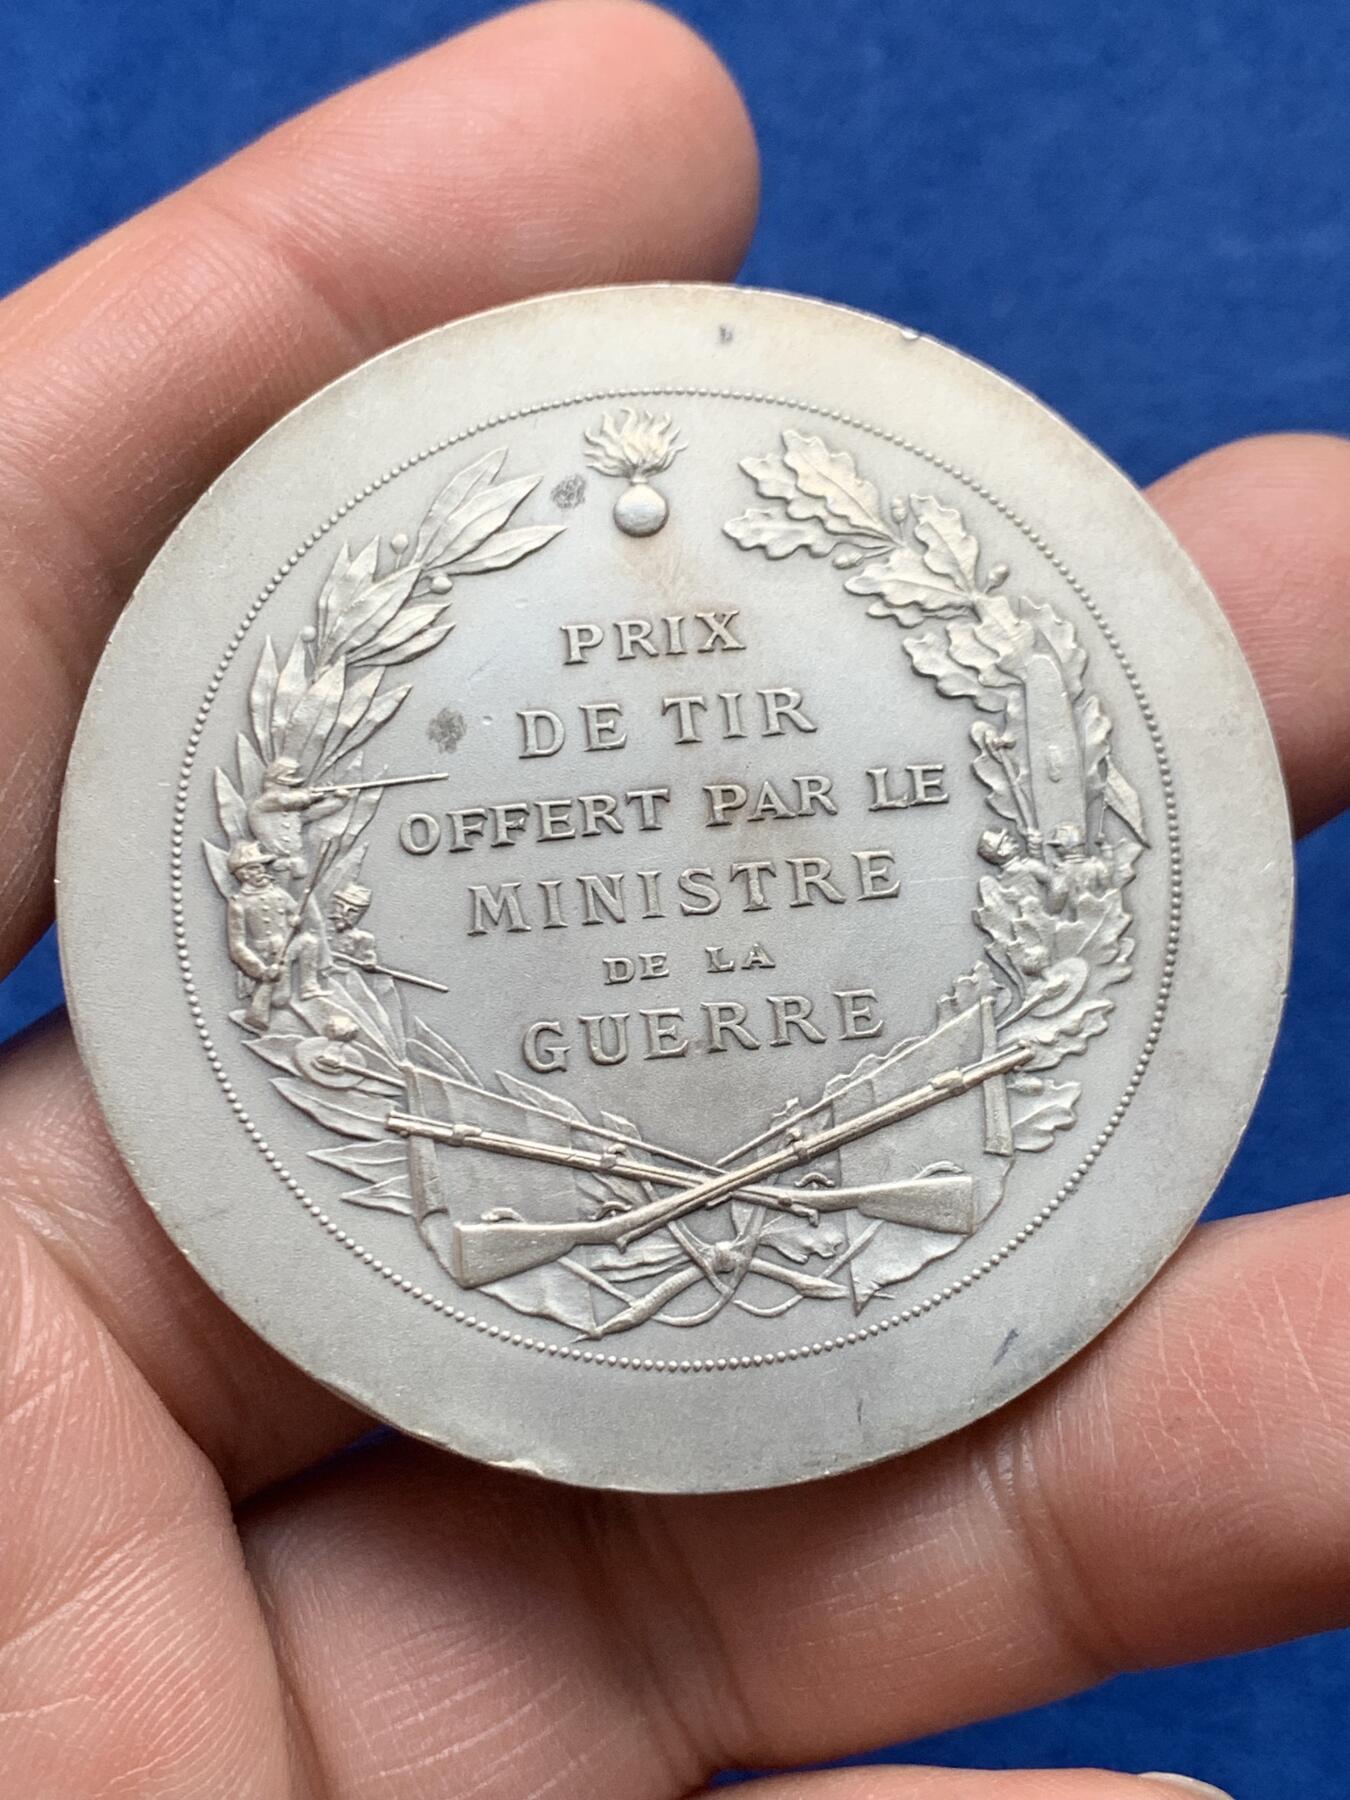 PRIX
DE TIR
OFFERT PAR LE
MINISTRE
DE LA
GUERRE